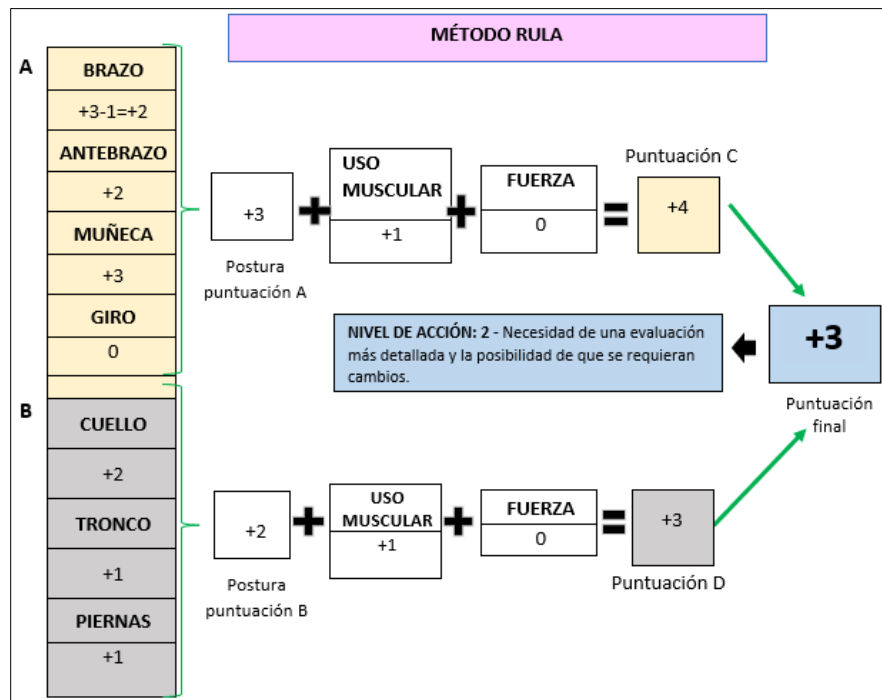 MÉTODO RULA
A
BRAZO
+3-1=+2
ANTEBRAZO
+2
MUÑECA
+3
GIRO
0
+3
Postura
puntuación A
USO
MUSCULAR
+1
FUERZA
0
Puntuación C
+4
NIVEL DE ACCIÓN: 2 - Necesidad de una evaluación
más detallada y la posibilidad de que se requieran
cambios.
+3
Puntuación
final
B
CUELLO
+2
TRONCO
+1
PIERNAS
+1
+2
Postura
puntuación B
USO
MUSCULAR
+1
FUERZA
0
+3
Puntuación D